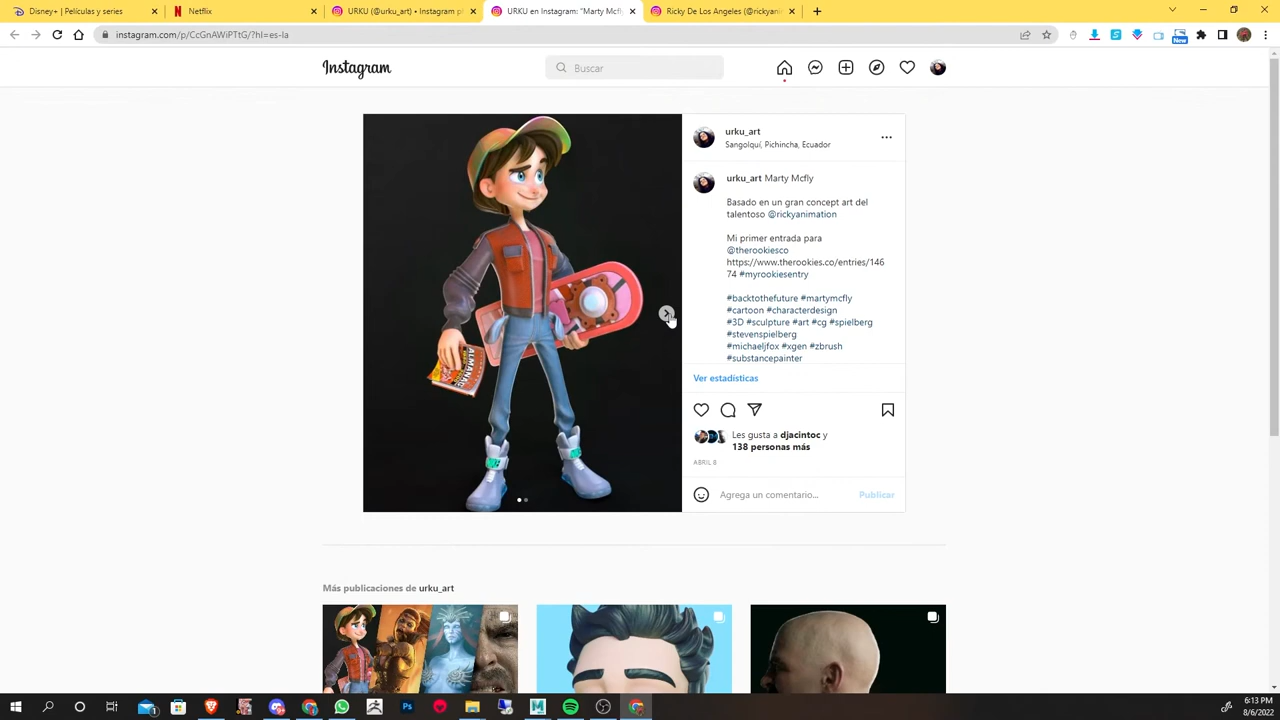 Disney+ | Películas y series
Netflix
URKU (@urku_art) • Instagram p
URKU en Instagram: "Marty Mcfl
Ricky De Los Angeles (@rickyani
instagram.com/p/CcGnAWiPTtG/?hl=es-la
New
Instagram
Buscar
urku_art
Sangolquí, Pichincha, Ecuador
urku_art Marty Mcfly
Basado en un gran concept art del
talentoso @rickyanimation
Mi primer entrada para
@therookiesco
https://www.therookies.co/entries/146
74 #myrookiesentry
#backtothefuture #martymcfly
#cartoon #characterdesign
#3D #sculpture #art #cg #spielberg
#stevenspielberg
#michaeljfox #xgen #zbrush
#substancepainter
ALMANAC
Ver estadísticas
Les gusta a djacintoc y
138 personas más
ABRIL 8
Agrega un comentario...
Publicar
Más publicaciones de urku_art
Ps
6:13 PM
8/6/2022